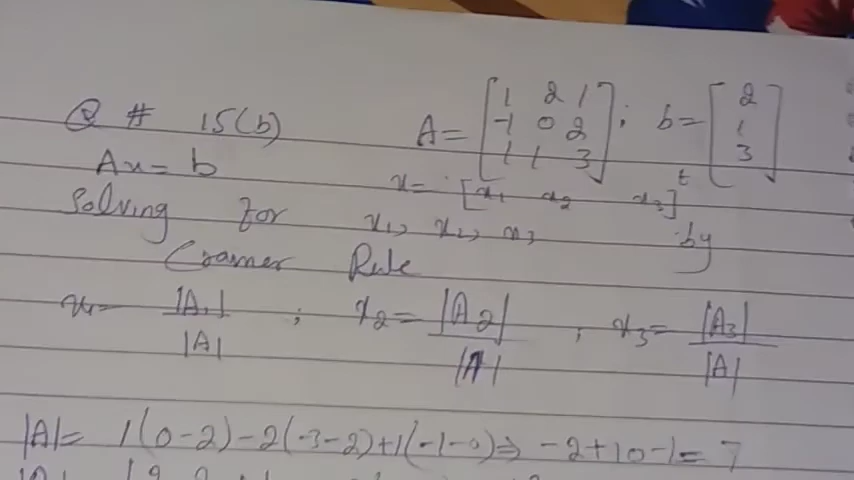 Q # 15(b) A = [1 2 1; -1 0 2; 1 1 3] ; b = [2; 1; 3]
Ax = b x = [x1 x2 x3]^t
Solving for x1, x2, x3 by
Cramer Rule
x1 = |A1| / |A| ; x2 = |A2| / |A| ; x3 = |A3| / |A|
|A| = 1(0-2)-2(-3-2)+1(-1-0) ⇒ -2+10-1 = 7